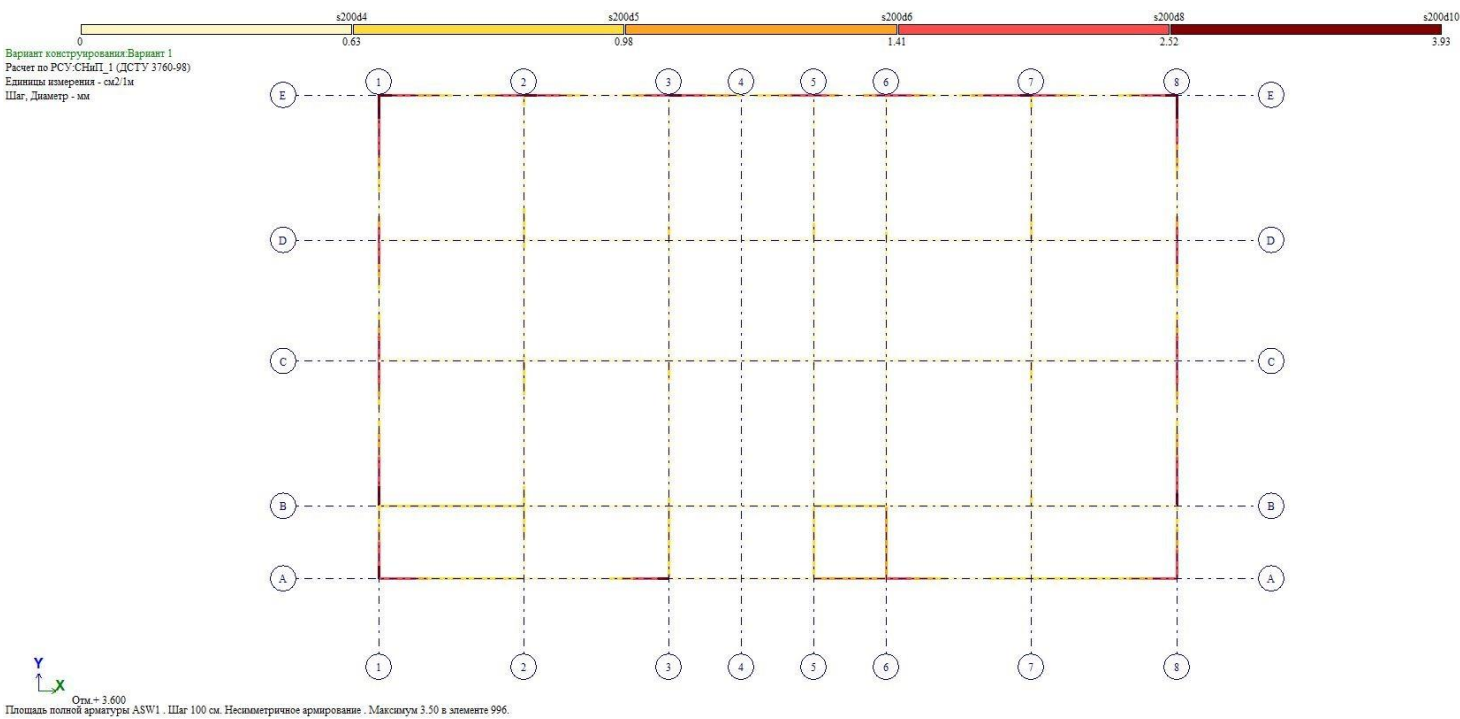 s200d4 s200d5 s200d6 s200d8 s200d10
0 0.63 0.98 1.41 2.52 3.93
Вариант конструирования:Вариант 1
Расчет по РСУ:СНиП_1 (ДСТУ 3760-98)
Единицы измерения - см2/1м
Шаг, Диаметр - мм
1 2 3 4 5 6 7 8
E E
D D
C C
B B
A A
1 2 3 4 5 6 7 8
Y
X
Отм.+ 3.600
Площадь полной арматуры ASW1 . Шаг 100 см. Несимметричное армирование . Максимум 3.50 в элементе 996.